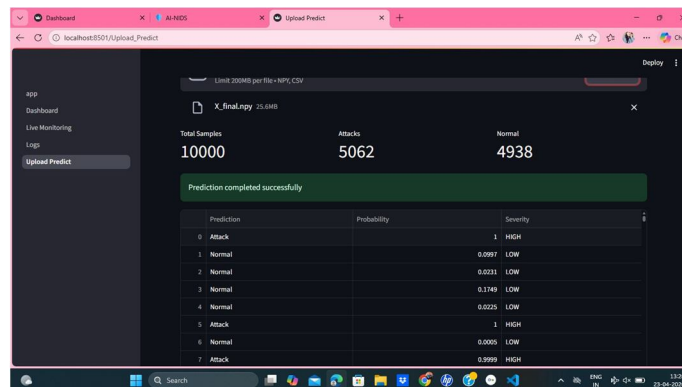 Dashboard
AI-NIDS
Upload Predict
localhost:8501/Upload_Predict
Deploy
Limit 200MB per file • NPY, CSV
app
Dashboard
Live Monitoring
Logs
Upload Predict
X_final.npy 25.6MB
Total Samples Attacks Normal
10000 5062 4938
Prediction completed successfully
Prediction Probability Severity
0 Attack 1 HIGH
1 Normal 0.0997 LOW
2 Normal 0.0231 LOW
3 Normal 0.1749 LOW
4 Normal 0.0225 LOW
5 Attack 1 HIGH
6 Normal 0.0005 LOW
7 Attack 0.9999 HIGH
Search
ENG
IN